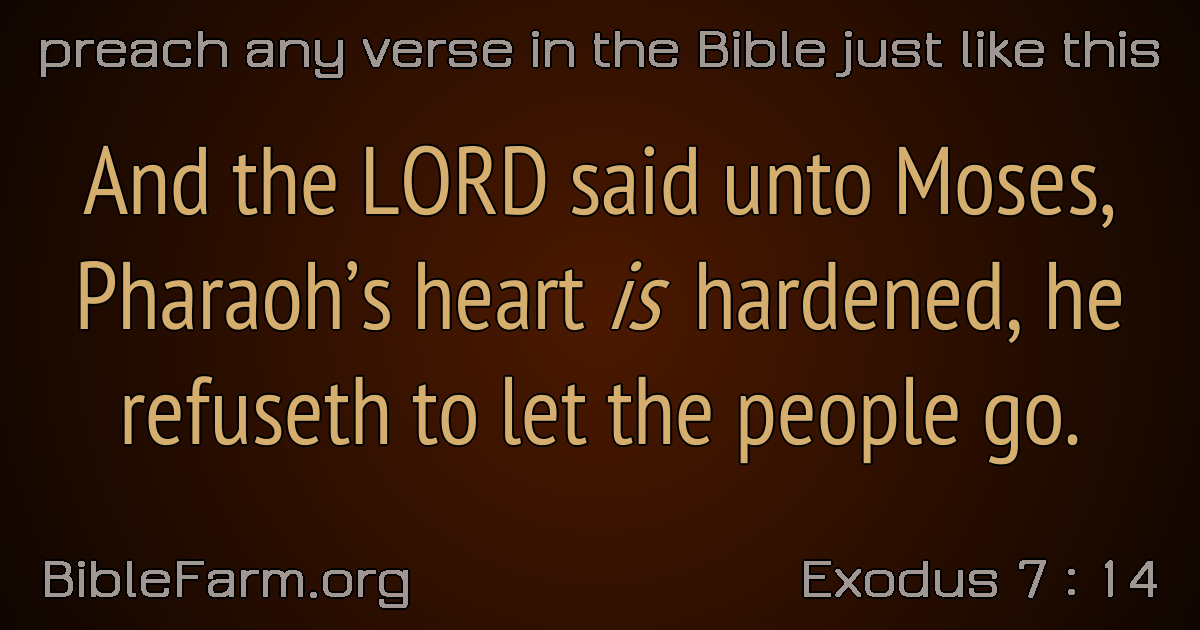 preach any verse in the Bible just like this
And the LORD said unto Moses,
Pharaoh’s heart is hardened, he
refuseth to let the people go.
BibleFarm.org
Exodus 7 : 14